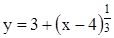 y = 3 + (x − 4)^{1/3}